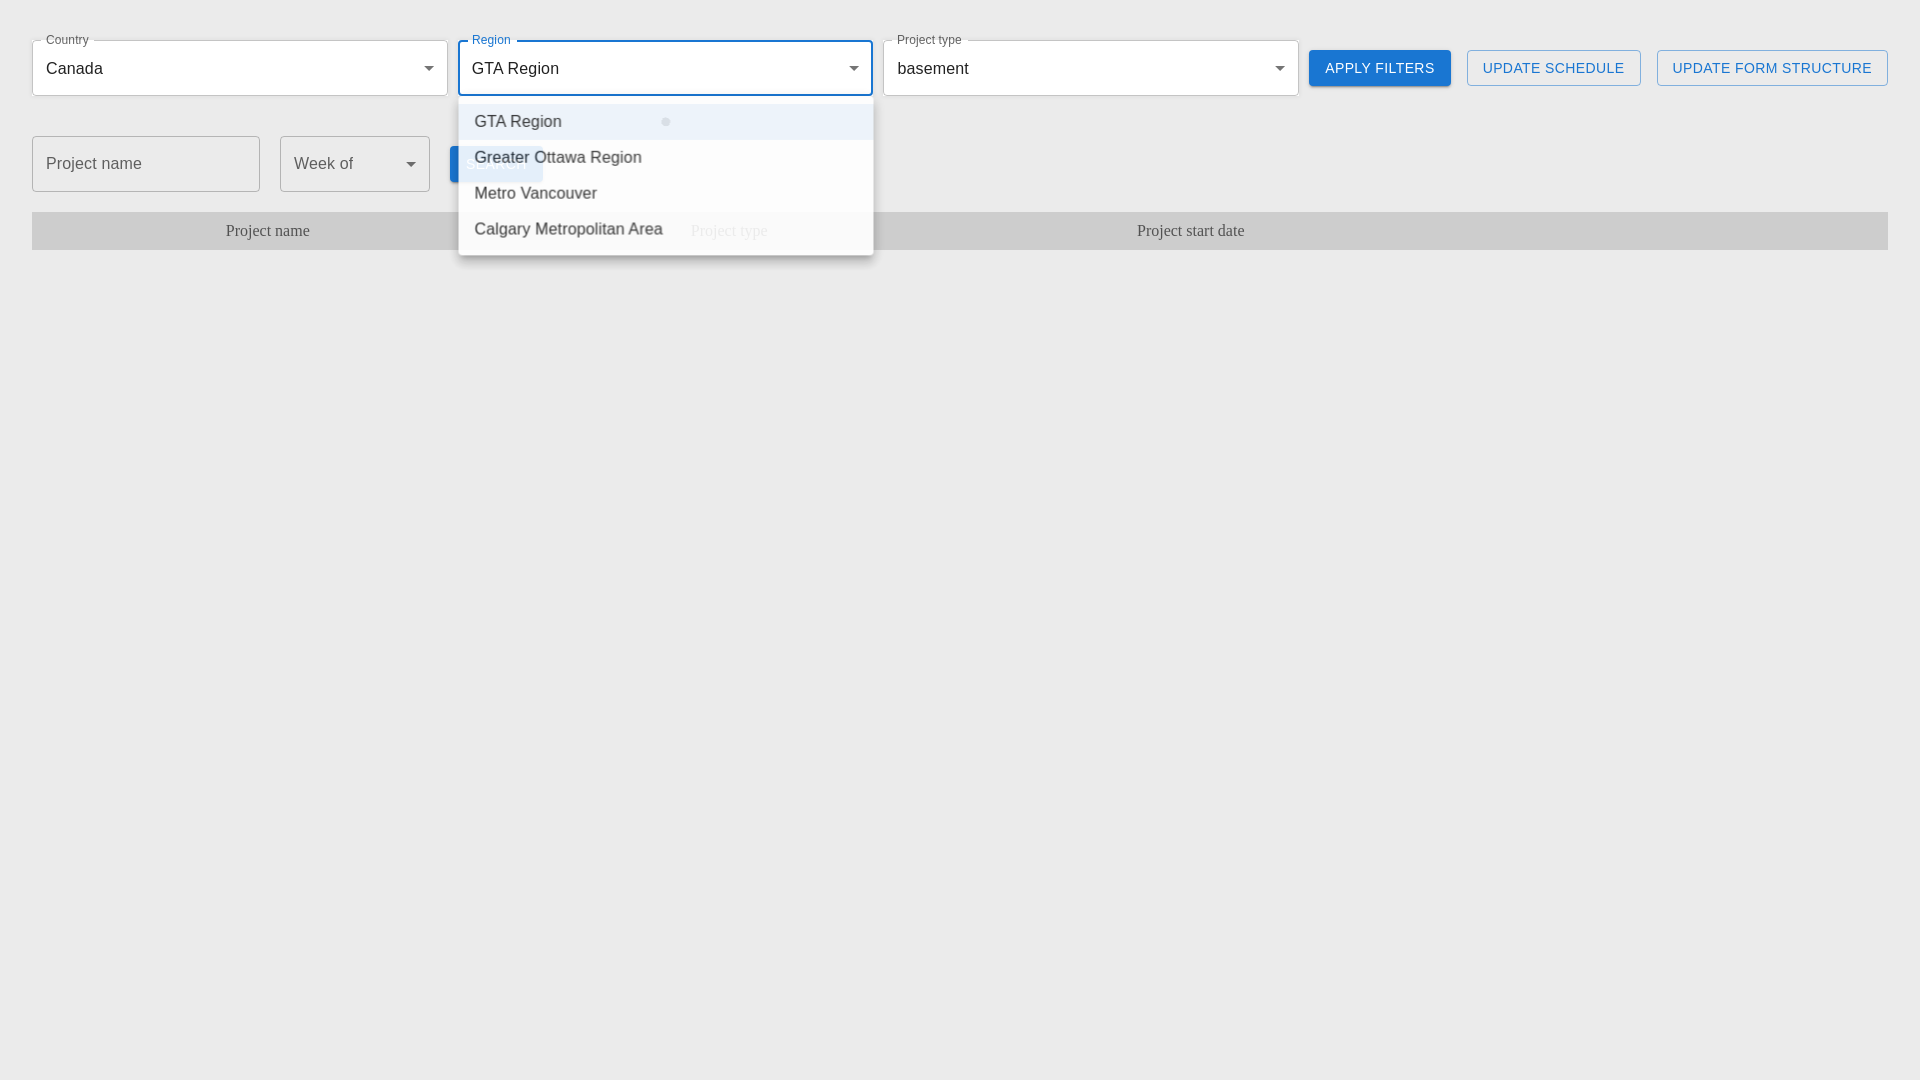 Country
Region
Project type
Canada
GTA Region
basement
APPLY FILTERS
UPDATE SCHEDULE
UPDATE FORM STRUCTURE
GTA Region
Greater Ottawa Region
Metro Vancouver
Calgary Metropolitan Area
Project name
Week of
Project name
Project type
Project start date